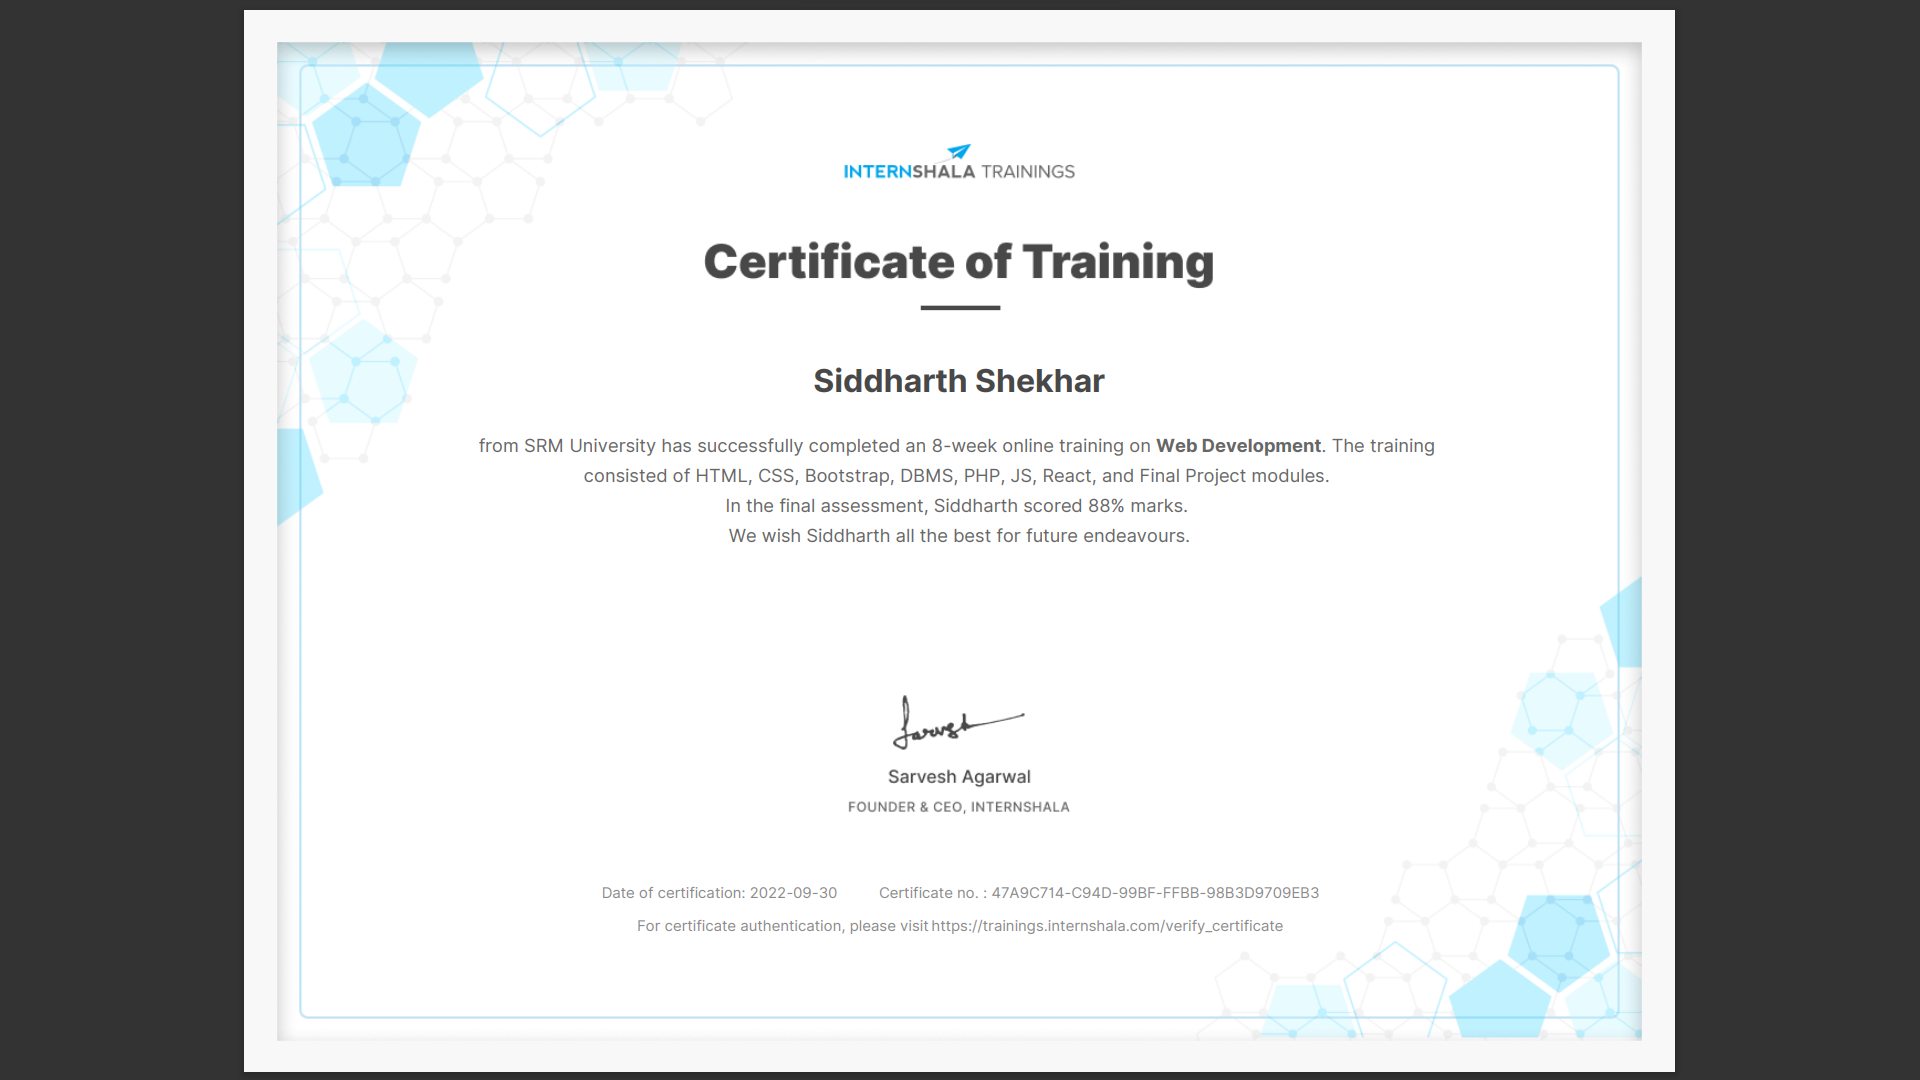 INTERNSHALA TRAININGS
Certificate of Training
Siddharth Shekhar
from SRM University has successfully completed an 8-week online training on Web Development. The training
consisted of HTML, CSS, Bootstrap, DBMS, PHP, JS, React, and Final Project modules.
In the final assessment, Siddharth scored 88% marks.
We wish Siddharth all the best for future endeavours.
Sarvesh
Sarvesh Agarwal
FOUNDER & CEO, INTERNSHALA
Date of certification: 2022-09-30 Certificate no. : 47A9C714-C94D-99BF-FFBB-98B3D9709EB3
For certificate authentication, please visit https://trainings.internshala.com/verify_certificate